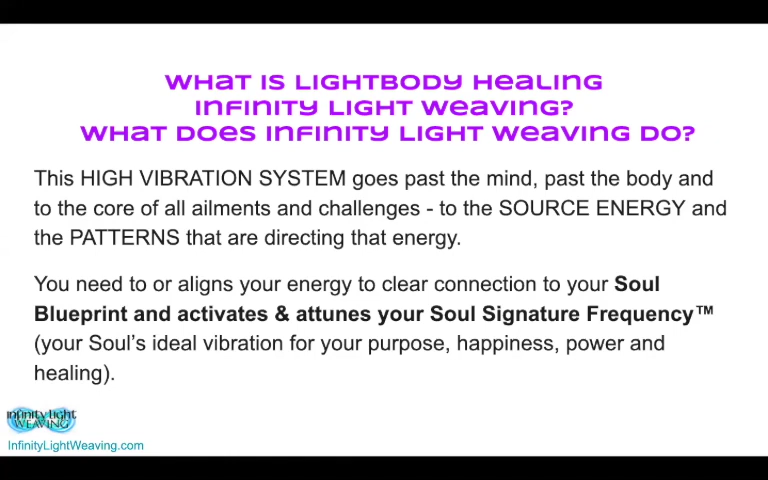 WHAT IS LIGHTBODY HEALING
INFINITY LIGHT WEAVING?
WHAT DOES INFINITY LIGHT WEAVING DO?
This HIGH VIBRATION SYSTEM goes past the mind, past the body and
to the core of all ailments and challenges - to the SOURCE ENERGY and
the PATTERNS that are directing that energy.
You need to or aligns your energy to clear connection to your Soul
Blueprint and activates & attunes your Soul Signature Frequency™
(your Soul’s ideal vibration for your purpose, happiness, power and
healing).
infinity light
WEAVING
InfinityLightWeaving.com